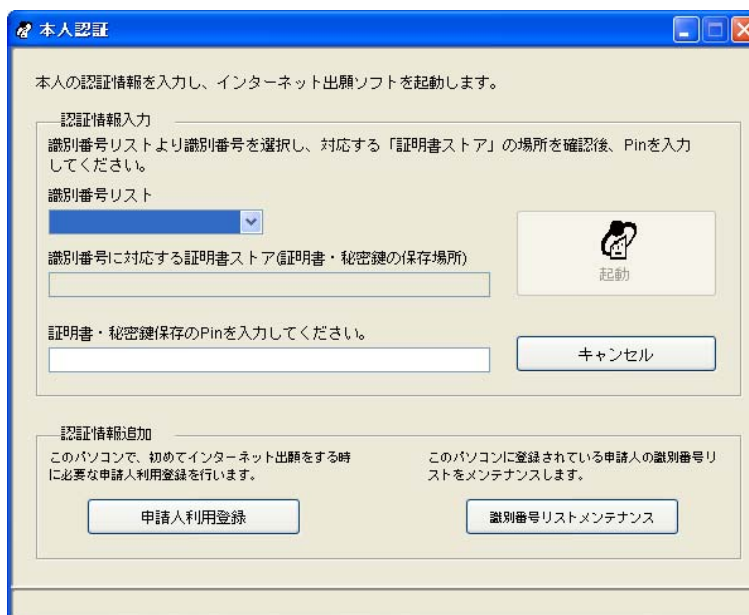 本人認証
本人の認証情報を入力し、インターネット出願ソフトを起動します。
認証情報入力
識別番号リストより識別番号を選択し、対応する「証明書ストア」の場所を確認後、Pinを入力
してください。
識別番号リスト
識別番号に対応する証明書ストア(証明書・秘密鍵の保存場所)
起動
証明書・秘密鍵保存のPinを入力してください。
キャンセル
認証情報追加
このパソコンで、初めてインターネット出願をする時
に必要な申請人利用登録を行います。
申請人利用登録
このパソコンに登録されている申請人の識別番号リ
ストをメンテナンスします。
識別番号リストメンテナンス